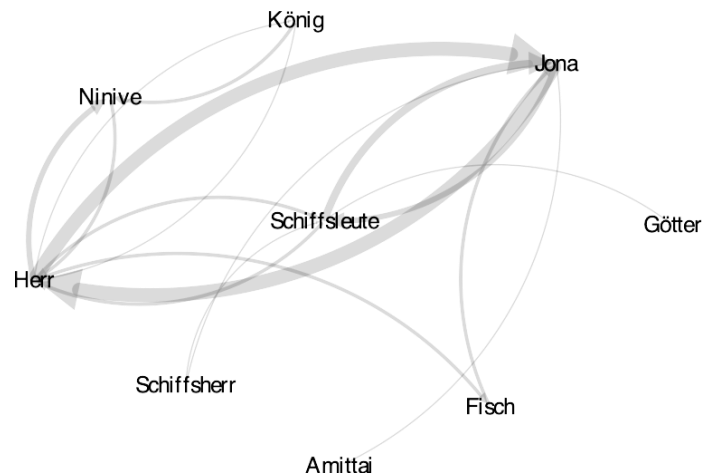 König
Jona
Ninive
Schiffsleute
Götter
Herr
Schiffsherr
Fisch
Amittai